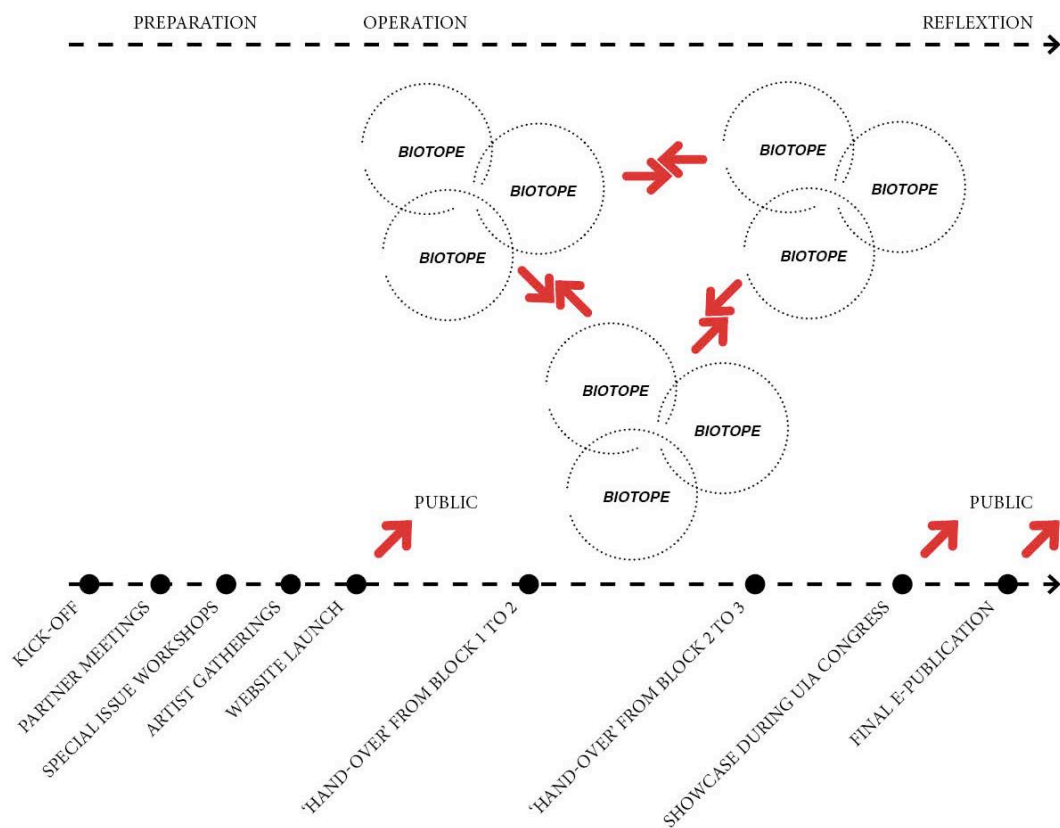 PREPARATION
OPERATION
REFLEXTION
BIOTOPE
BIOTOPE
BIOTOPE
BIOTOPE
BIOTOPE
BIOTOPE
BIOTOPE
BIOTOPE
BIOTOPE
PUBLIC
PUBLIC
KICK-OFF
PARTNER MEETINGS
SPECIAL ISSUE WORKSHOPS
ARTIST GATHERINGS
WEBSITE LAUNCH
‘HAND-OVER’ FROM BLOCK 1 TO 2
‘HAND-OVER’ FROM BLOCK 2 TO 3
SHOWCASE DURING UIA CONGRESS
FINAL E-PUBLICATION